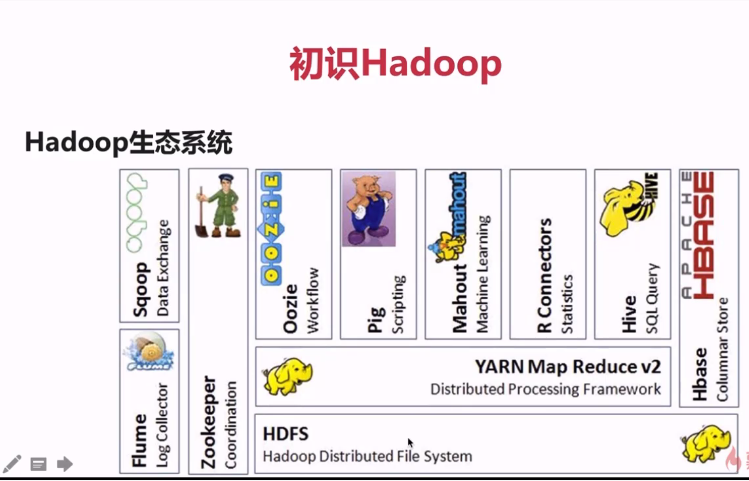 初识Hadoop
Hadoop生态系统
Sqoop
Data Exchange
Zookeeper
Coordination
OOZIE
Oozie
Workflow
Pig
Scripting
mahout
Mahout
Machine Learning
R Connectors
Statistics
HIVE
Hive
SQL Query
APACHE
HBASE
Hbase
Columnar Store
Flume
Log Collector
YARN Map Reduce v2
Distributed Processing Framework
HDFS
Hadoop Distributed File System